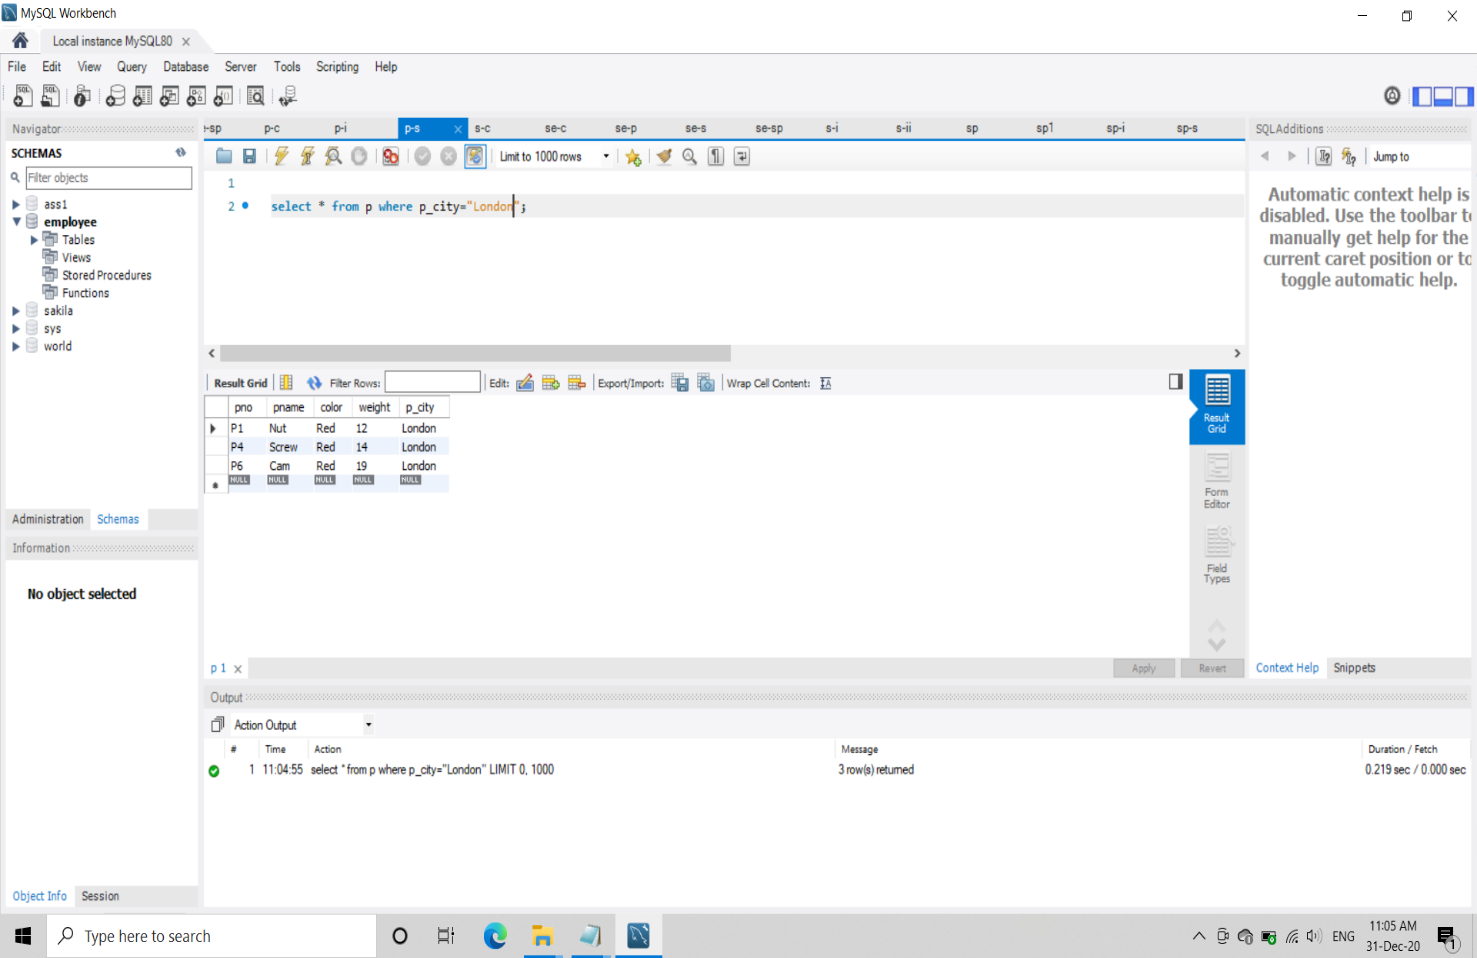 MySQL Workbench
Local instance MySQL80
File Edit View Query Database Server Tools Scripting Help
Navigator
SCHEMAS
Filter objects
ass1
employee
Tables
Views
Stored Procedures
Functions
sakila
sys
world
Administration Schemas
Information
No object selected
Object Info Session
-sp p-c p-i p-s s-c se-c se-p se-s se-sp s-i s-ii sp sp1 sp-i sp-s
Limit to 1000 rows
1
2 select * from p where p_city="London";
Result Grid Filter Rows: Edit: Export/Import: Wrap Cell Content:
pno pname color weight p_city
P1 Nut Red 12 London
P4 Screw Red 14 London
P6 Cam Red 19 London
NULL NULL NULL NULL NULL
Result
Grid
Form
Editor
Field
Types
p 1
Apply Revert
SQLAdditions
Jump to
Automatic context help is
disabled. Use the toolbar to
manually get help for the
current caret position or to
toggle automatic help.
Context Help Snippets
Output
Action Output
# Time Action Message Duration / Fetch
1 11:04:55 select * from p where p_city="London" LIMIT 0, 1000 3 row(s) returned 0.219 sec / 0.000 sec
Type here to search
ENG
11:05 AM
31-Dec-20
1